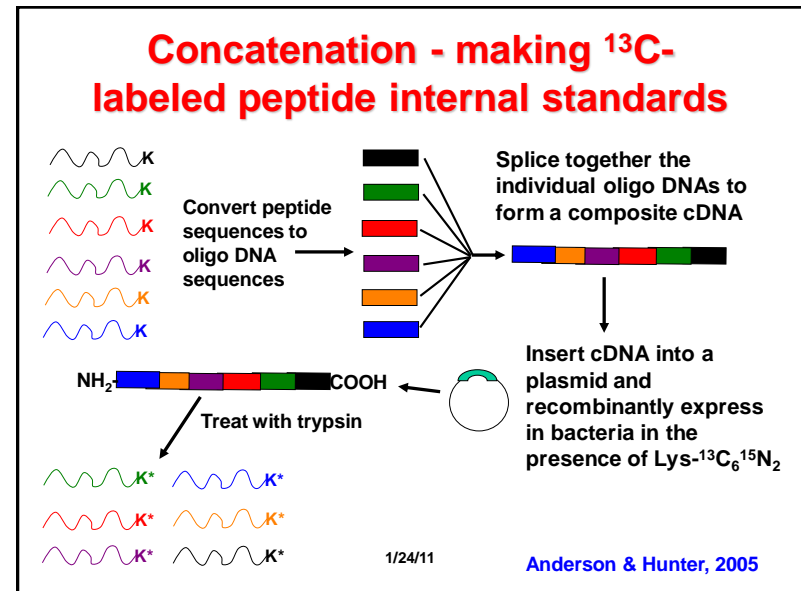 Concatenation - making ¹³C-
labeled peptide internal standards
K
K
K
K
K
K
Convert peptide
sequences to
oligo DNA
sequences
Splice together the
individual oligo DNAs to
form a composite cDNA
Insert cDNA into a
plasmid and
recombinantly express
in bacteria in the
presence of Lys-¹³C₆¹⁵N₂
NH₂-
COOH
Treat with trypsin
K*
K*
K*
K*
K*
K*
1/24/11
Anderson & Hunter, 2005